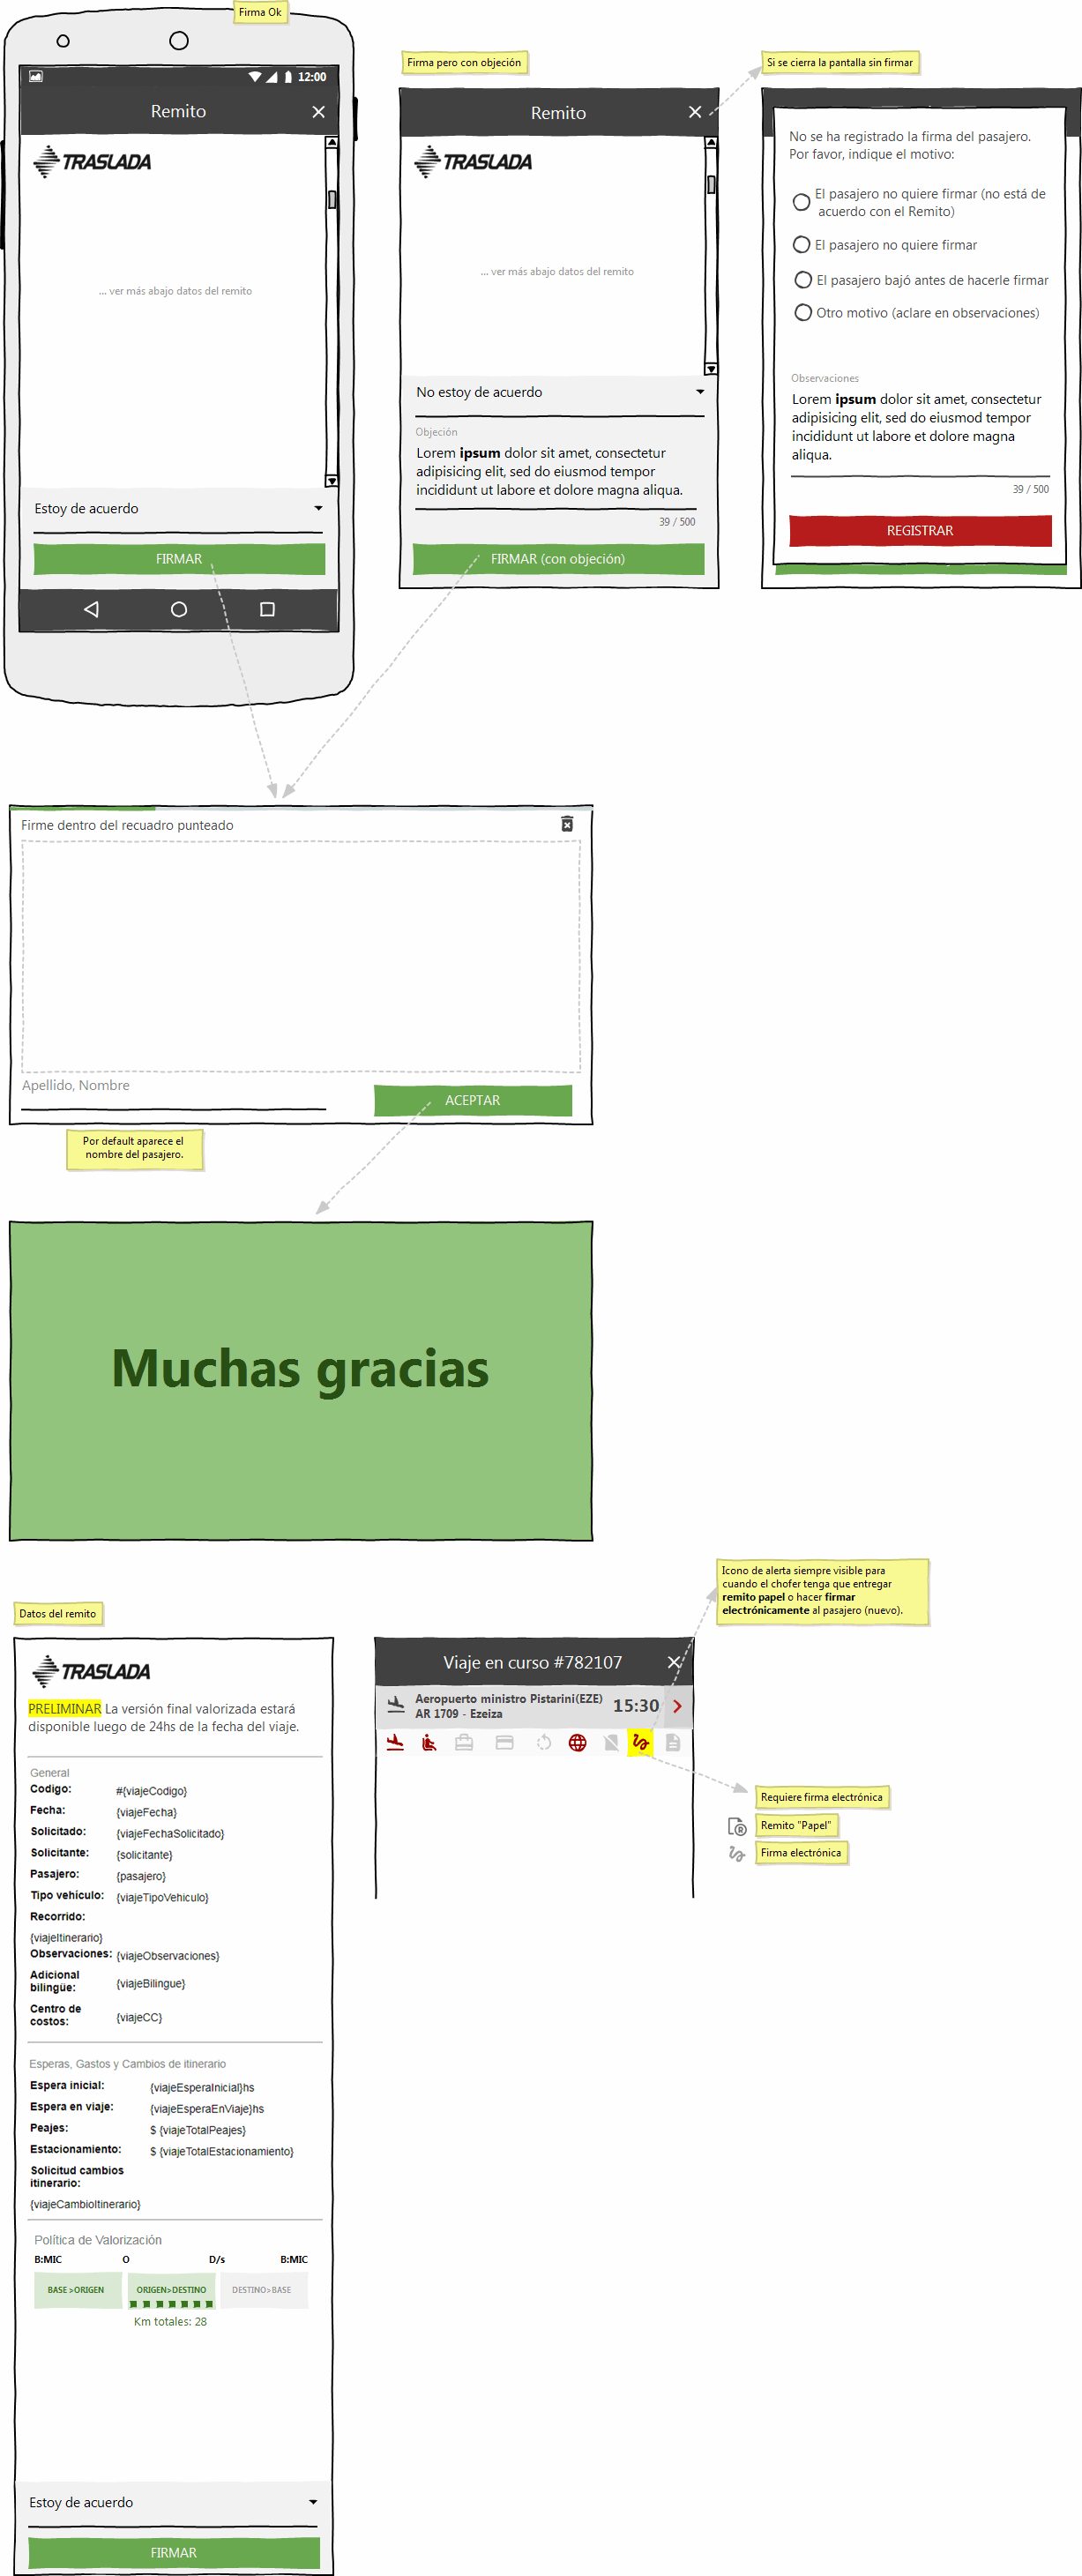 Firma Ok
12:00
Remito
TRASLADA
... ver más abajo datos del remito
Estoy de acuerdo
FIRMAR
Firma pero con objeción
Remito
TRASLADA
... ver más abajo datos del remito
No estoy de acuerdo
Objeción
Lorem ipsum dolor sit amet, consectetur
adipisicing elit, sed do eiusmod tempor
incididunt ut labore et dolore magna aliqua.
39 / 500
FIRMAR (con objeción)
Si se cierra la pantalla sin firmar
No se ha registrado la firma del pasajero.
Por favor, indique el motivo:
El pasajero no quiere firmar (no está de
acuerdo con el Remito)
El pasajero no quiere firmar
El pasajero bajó antes de hacerle firmar
Otro motivo (aclare en observaciones)
Observaciones
Lorem ipsum dolor sit amet, consectetur
adipisicing elit, sed do eiusmod tempor
incididunt ut labore et dolore magna
aliqua.
39 / 500
REGISTRAR
Firme dentro del recuadro punteado
Apellido, Nombre
ACEPTAR
Por default aparece el
nombre del pasajero.
Muchas gracias
Datos del remito
TRASLADA
PRELIMINAR La versión final valorizada estará
disponible luego de 24hs de la fecha del viaje.
General
Codigo: #{viajeCodigo}
Fecha: {viajeFecha}
Solicitado: {viajeFechaSolicitado}
Solicitante: {solicitante}
Pasajero: {pasajero}
Tipo vehículo: {viajeTipoVehiculo}
Recorrido:
{viajeItinerario}
Observaciones: {viajeObservaciones}
Adicional
bilingüe: {viajeBilingue}
Centro de
costos: {viajeCC}
Esperas, Gastos y Cambios de itinerario
Espera inicial: {viajeEsperaInicial}hs
Espera en viaje: {viajeEsperaEnViaje}hs
Peajes: $ {viajeTotalPeajes}
Estacionamiento: $ {viajeTotalEstacionamiento}
Solicitud cambios
itinerario:
{viajeCambioItinerario}
Política de Valorización
B:MIC O D/s B:MIC
BASE >ORIGEN ORIGEN>DESTINO DESTINO>BASE
Km totales: 28
Estoy de acuerdo
FIRMAR
Icono de alerta siempre visible para
cuando el chofer tenga que entregar
remito papel o hacer firmar
electrónicamente al pasajero (nuevo).
Viaje en curso #782107
Aeropuerto ministro Pistarini(EZE)
AR 1709 - Ezeiza
15:30
Requiere firma electrónica
Remito "Papel"
Firma electrónica